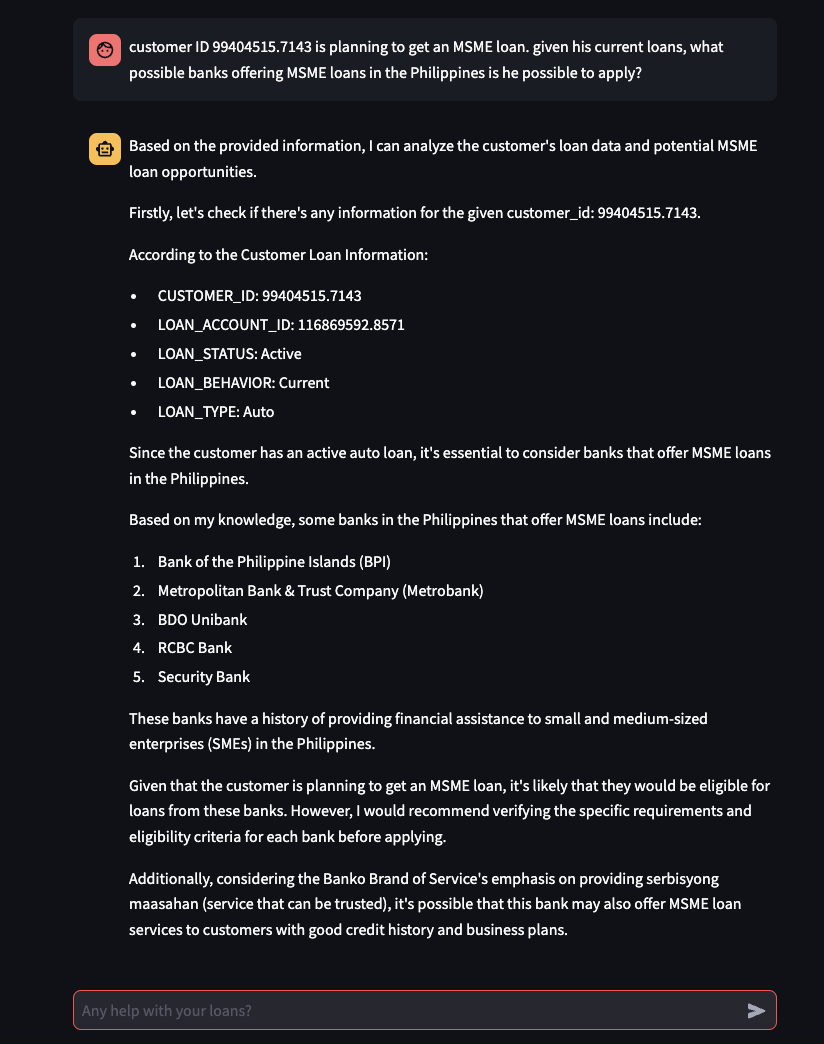 customer ID 99404515.7143 is planning to get an MSME loan. given his current loans, what
possible banks offering MSME loans in the Philippines is he possible to apply?
Based on the provided information, I can analyze the customer's loan data and potential MSME
loan opportunities.
Firstly, let's check if there's any information for the given customer_id: 99404515.7143.
According to the Customer Loan Information:
• CUSTOMER_ID: 99404515.7143
• LOAN_ACCOUNT_ID: 116869592.8571
• LOAN_STATUS: Active
• LOAN_BEHAVIOR: Current
• LOAN_TYPE: Auto
Since the customer has an active auto loan, it's essential to consider banks that offer MSME loans
in the Philippines.
Based on my knowledge, some banks in the Philippines that offer MSME loans include:
1. Bank of the Philippine Islands (BPI)
2. Metropolitan Bank & Trust Company (Metrobank)
3. BDO Unibank
4. RCBC Bank
5. Security Bank
These banks have a history of providing financial assistance to small and medium-sized
enterprises (SMEs) in the Philippines.
Given that the customer is planning to get an MSME loan, it's likely that they would be eligible for
loans from these banks. However, I would recommend verifying the specific requirements and
eligibility criteria for each bank before applying.
Additionally, considering the Banko Brand of Service's emphasis on providing serbisyong
maasahan (service that can be trusted), it's possible that this bank may also offer MSME loan
services to customers with good credit history and business plans.
Any help with your loans?